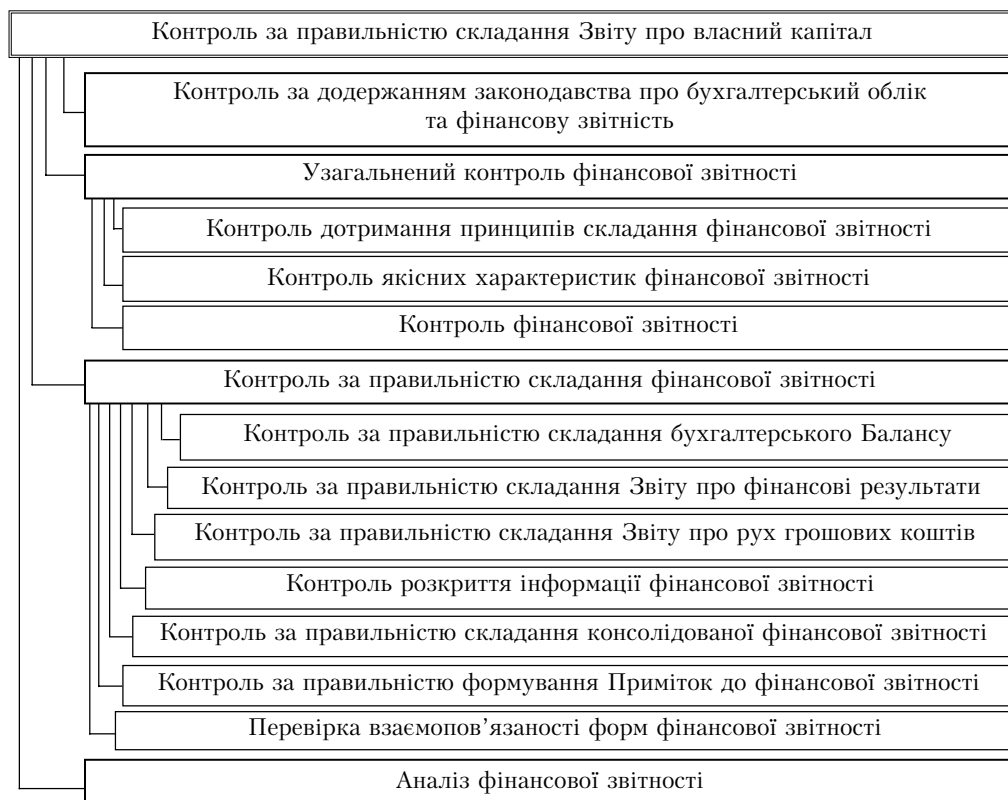 Контроль за правильністю складання Звіту про власний капітал
Контроль за додержанням законодавства про бухгалтерський облік
та фінансову звітність
Узагальнений контроль фінансової звітності
Контроль дотримання принципів складання фінансової звітності
Контроль якісних характеристик фінансової звітності
Контроль фінансової звітності
Контроль за правильністю складання фінансової звітності
Контроль за правильністю складання бухгалтерського Балансу
Контроль за правильністю складання Звіту про фінансові результати
Контроль за правильністю складання Звіту про рух грошових коштів
Контроль розкриття інформації фінансової звітності
Контроль за правильністю складання консолідованої фінансової звітності
Контроль за правильністю формування Приміток до фінансової звітності
Перевірка взаємопов’язаності форм фінансової звітності
Аналіз фінансової звітності